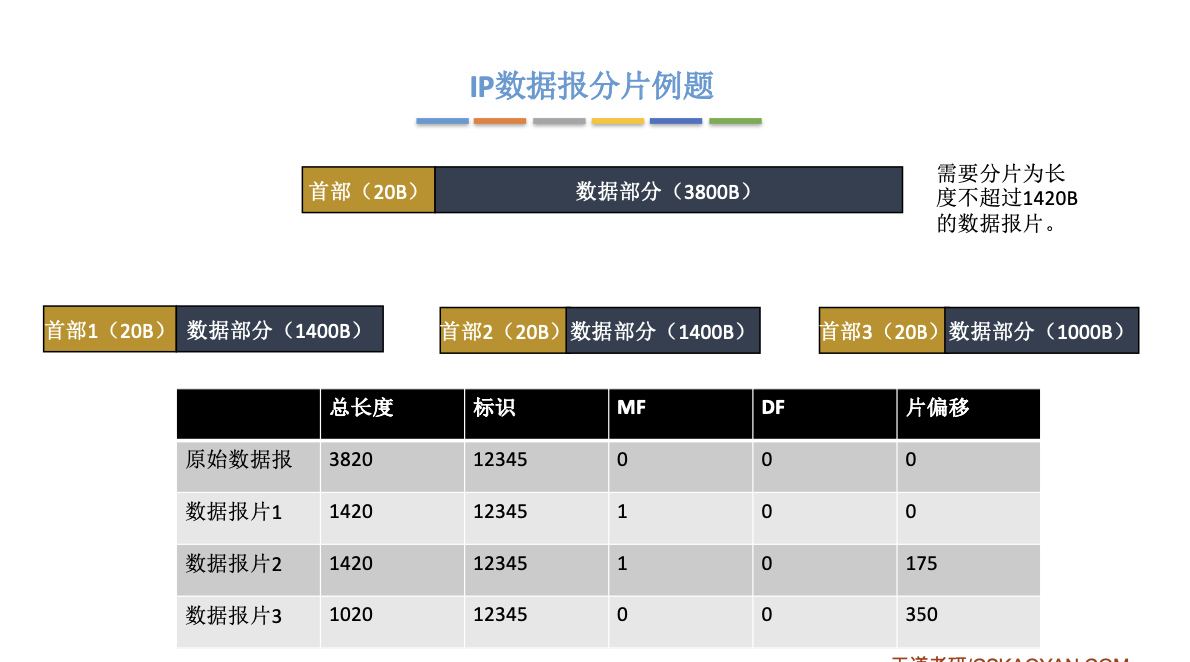 IP数据报分片例题
首部（20B） 数据部分（3800B）
需要分片为长
度不超过1420B
的数据报片。
首部1（20B） 数据部分（1400B） 首部2（20B） 数据部分（1400B） 首部3（20B） 数据部分（1000B）
总长度 标识 MF DF 片偏移
原始数据报 3820 12345 0 0 0
数据报片1 1420 12345 1 0 0
数据报片2 1420 12345 1 0 175
数据报片3 1020 12345 0 0 350